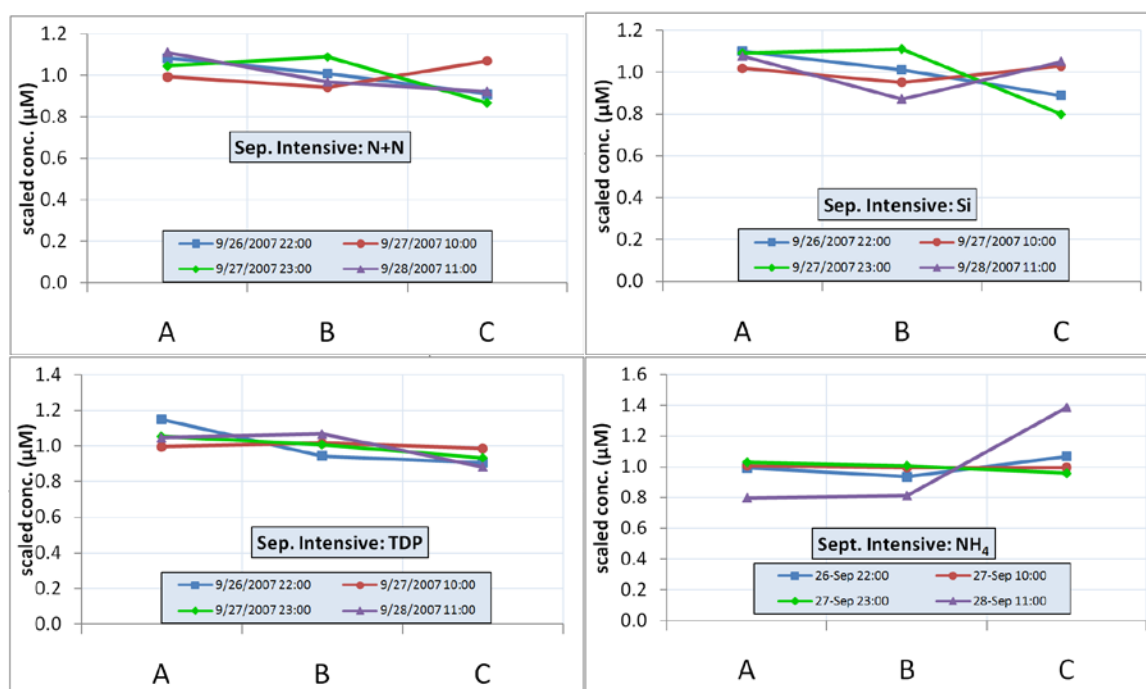 1.2
1.0
0.8
0.6
0.4
0.2
0.0
scaled conc. (µM)
Sep. Intensive: N+N
9/26/2007 22:00 9/27/2007 10:00
9/27/2007 23:00 9/28/2007 11:00
A B C
1.2
1.0
0.8
0.6
0.4
0.2
0.0
scaled conc. (µM)
Sep. Intensive: Si
9/26/2007 22:00 9/27/2007 10:00
9/27/2007 23:00 9/28/2007 11:00
A B C
1.4
1.2
1.0
0.8
0.6
0.4
0.2
0.0
scaled conc. (µM)
Sep. Intensive: TDP
9/26/2007 22:00 9/27/2007 10:00
9/27/2007 23:00 9/28/2007 11:00
A B C
1.6
1.4
1.2
1.0
0.8
0.6
0.4
0.2
0.0
scaled conc. (µM)
Sept. Intensive: NH₄
26-Sep 22:00 27-Sep 10:00
27-Sep 23:00 28-Sep 11:00
A B C